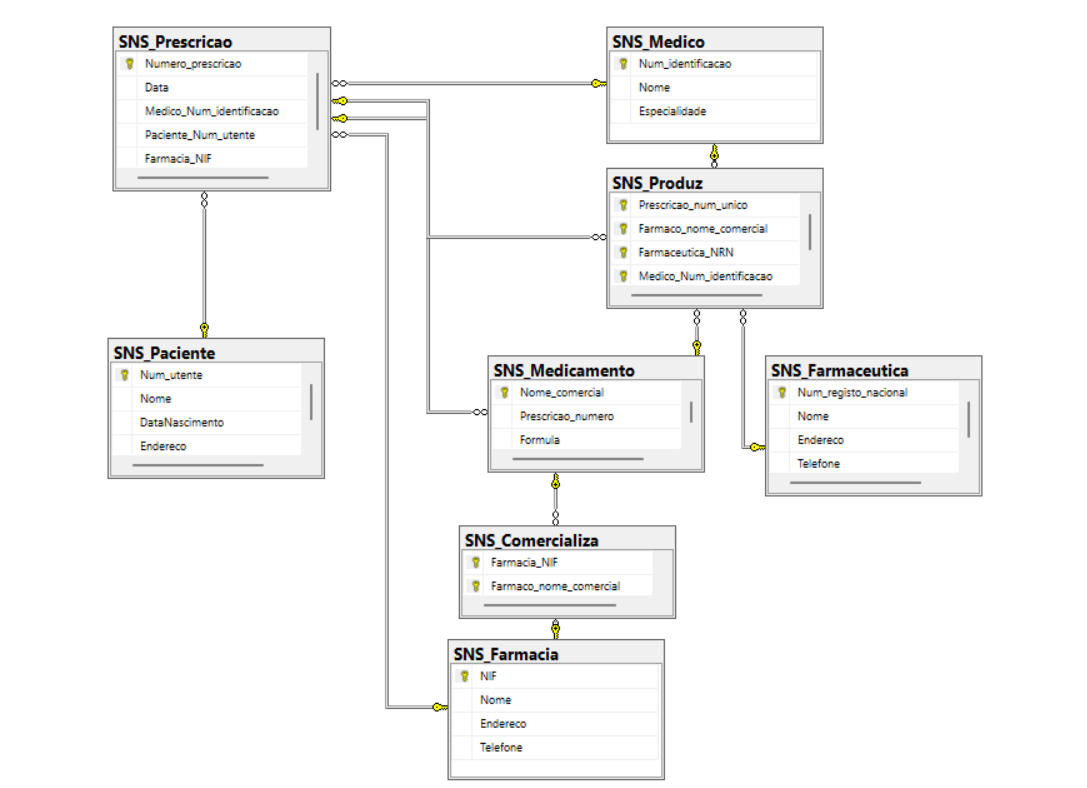 SNS_Prescricao
Numero_prescricao
Data
Medico_Num_identificacao
Paciente_Num_utente
Farmacia_NIF
SNS_Medico
Num_identificacao
Nome
Especialidade
SNS_Produz
Prescricao_num_unico
Farmaco_nome_comercial
Farmaceutica_NRN
Medico_Num_identificacao
SNS_Paciente
Num_utente
Nome
DataNascimento
Endereco
SNS_Medicamento
Nome_comercial
Prescricao_numero
Formula
SNS_Farmaceutica
Num_registo_nacional
Nome
Endereco
Telefone
SNS_Comercializa
Farmacia_NIF
Farmaco_nome_comercial
SNS_Farmacia
NIF
Nome
Endereco
Telefone